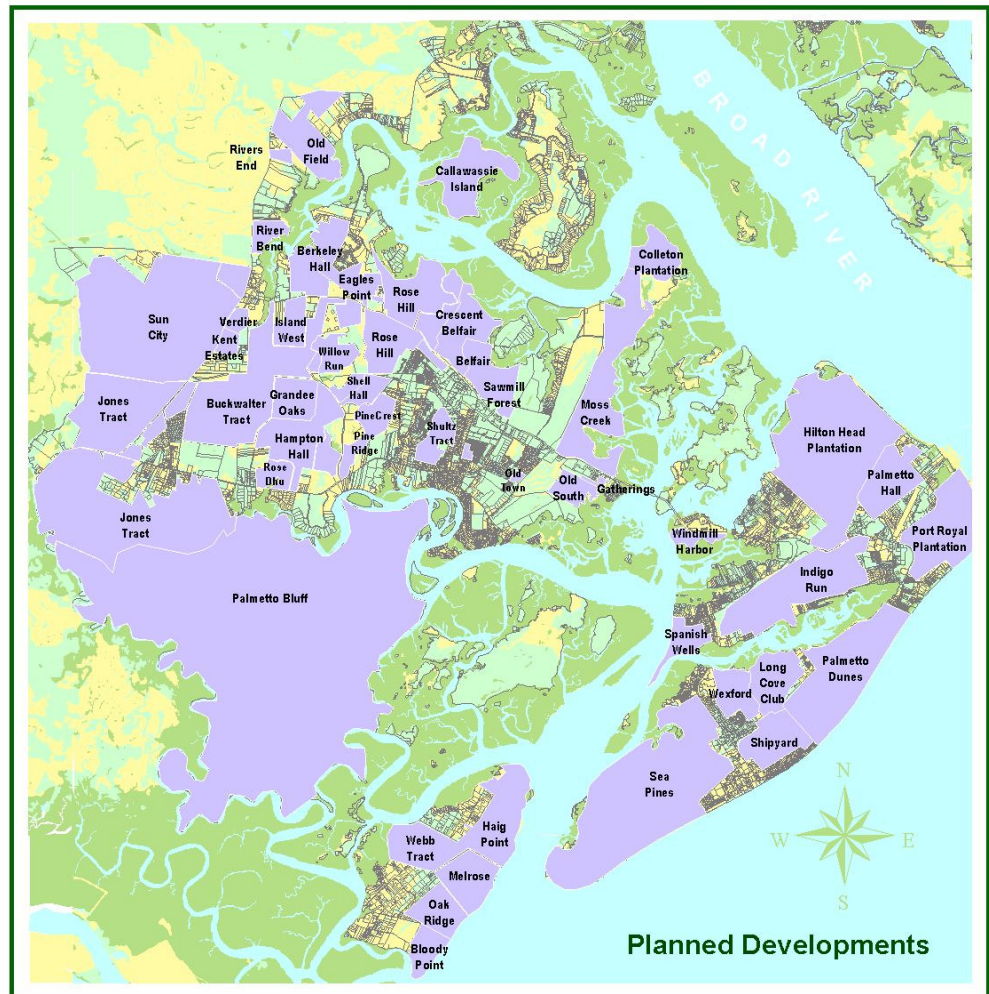 BROAD RIVER
Rivers
End
Old
Field
Callawassie
Island
River
Bend
Berkeley
Hall
Eagles
Point
Rose
Hill
Colleton
Plantation
Sun
City
Verdier
Kent
Estates
Island
West
Willow
Run
Rose
Hill
Crescent
Belfair
Belfair
Jones
Tract
Buckwalter
Tract
Grandee
Oaks
Shell
Hall
PineCrest
Sawmill
Forest
Moss
Creek
Hampton
Hall
Pine
Ridge
Shultz
Tract
Rose
Dhu
Old
Town
Old
South
Gatherings
Hilton Head
Plantation
Palmetto
Hall
Port Royal
Plantation
Windmill
Harbor
Jones
Tract
Indigo
Run
Palmetto Bluff
Spanish
Wells
Wexford
Long
Cove
Club
Palmetto
Dunes
Shipyard
Sea
Pines
Webb
Tract
Haig
Point
Melrose
Oak
Ridge
Bloody
Point
N
W E
S
Planned Developments